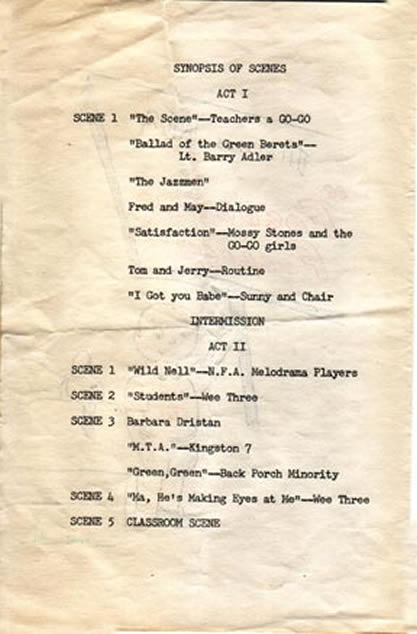 SYNOPSIS OF SCENES
ACT I
SCENE 1 "The Scene"--Teachers a GO-GO
"Ballad of the Green Berets"--
Lt. Barry Adler
"The Jazzmen"
Fred and May--Dialogue
"Satisfaction"--Mossy Stones and the
GO-GO girls
Tom and Jerry--Routine
"I Got you Babe"--Sunny and Chair
INTERMISSION
ACT II
SCENE 1 "Wild Nell"--N.F.A. Melodrama Players
SCENE 2 "Students"--Wee Three
SCENE 3 Barbara Dristan
"M.T.A."--Kingston 7
"Green,Green"--Back Porch Minority
SCENE 4 "Ma, He's Making Eyes at Me"--Wee Three
SCENE 5 CLASSROOM SCENE